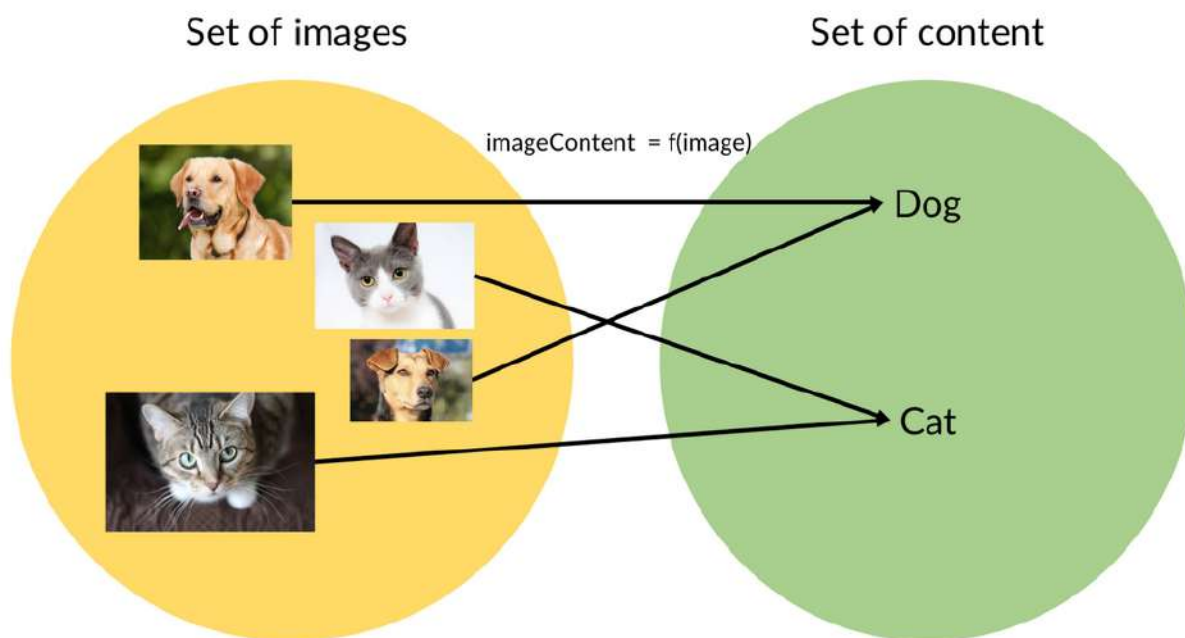 Set of images
Set of content
imageContent = f(image)
Dog
Cat